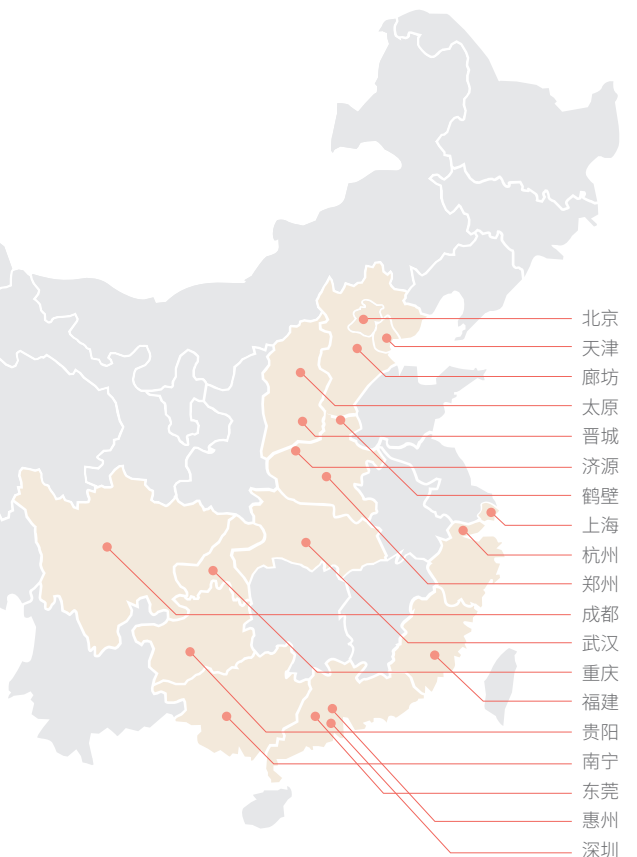 北京
天津
廊坊
太原
晋城
济源
鹤壁
上海
杭州
郑州
成都
武汉
重庆
福建
贵阳
南宁
东莞
惠州
深圳